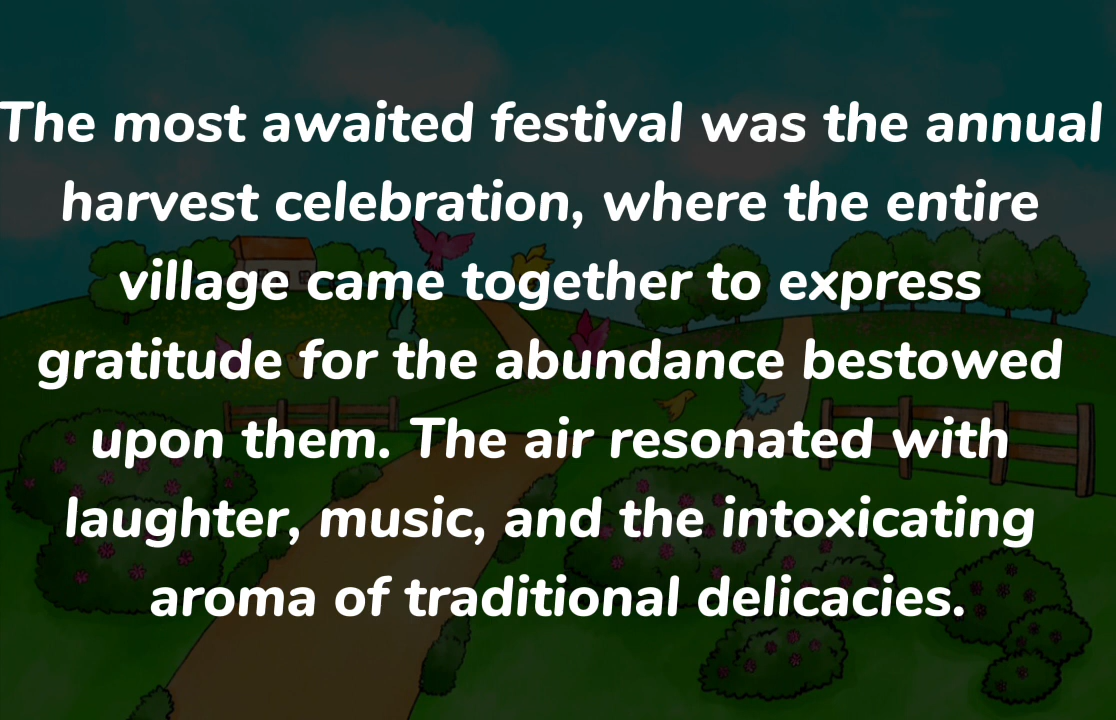 The most awaited festival was the annual
harvest celebration, where the entire
village came together to express
gratitude for the abundance bestowed
upon them. The air resonated with
laughter, music, and the intoxicating
aroma of traditional delicacies.